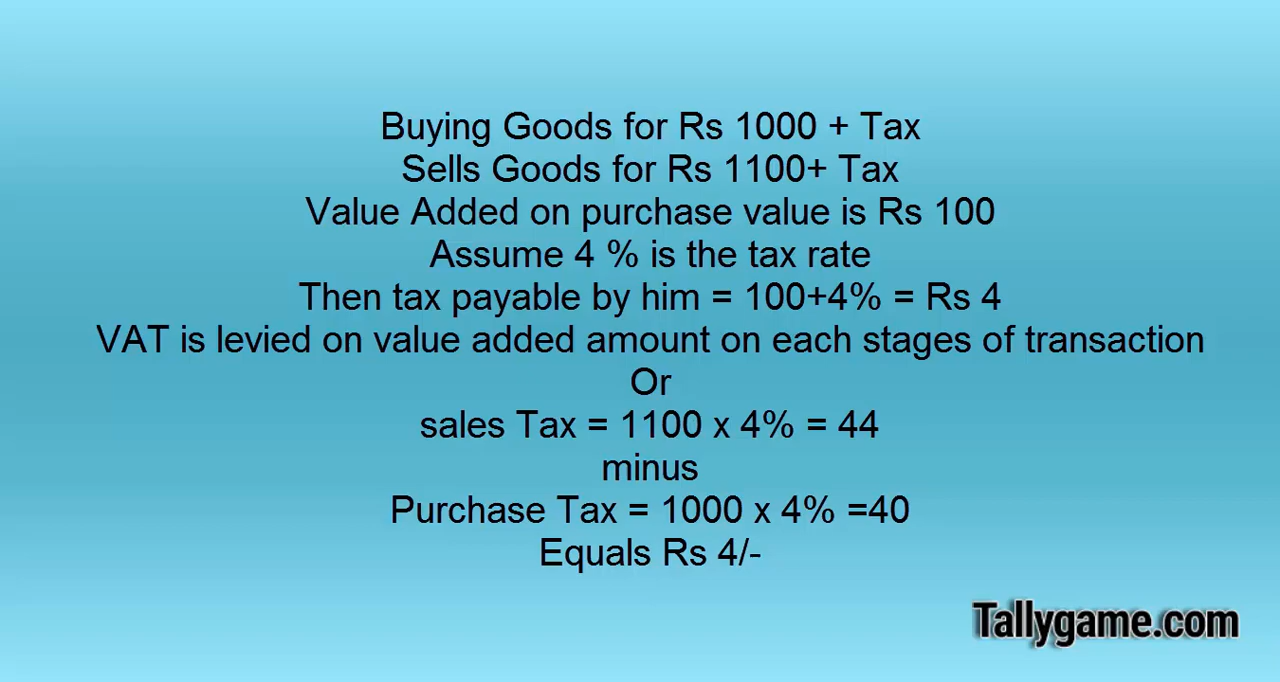 Buying Goods for Rs 1000 + Tax
Sells Goods for Rs 1100+ Tax
Value Added on purchase value is Rs 100
Assume 4 % is the tax rate
Then tax payable by him = 100+4% = Rs 4
VAT is levied on value added amount on each stages of transaction
Or
sales Tax = 1100 x 4% = 44
minus
Purchase Tax = 1000 x 4% =40
Equals Rs 4/-
Tallygame.com